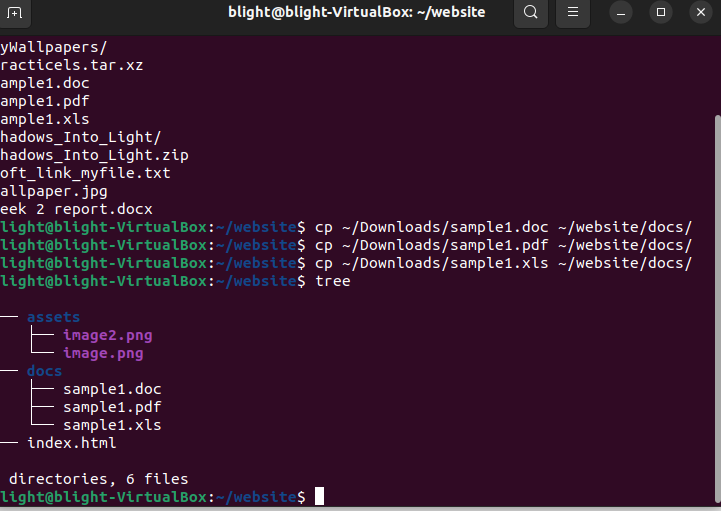 blight@blight-VirtualBox: ~/website
yWallpapers/
racticels.tar.xz
ample1.doc
ample1.pdf
ample1.xls
hadows_Into_Light/
hadows_Into_Light.zip
oft_link_myfile.txt
allpaper.jpg
eek 2 report.docx
light@blight-VirtualBox:~/website$ cp ~/Downloads/sample1.doc ~/website/docs/
light@blight-VirtualBox:~/website$ cp ~/Downloads/sample1.pdf ~/website/docs/
light@blight-VirtualBox:~/website$ cp ~/Downloads/sample1.xls ~/website/docs/
light@blight-VirtualBox:~/website$ tree
── assets
├── image2.png
└── image.png
── docs
├── sample1.doc
├── sample1.pdf
└── sample1.xls
── index.html
directories, 6 files
light@blight-VirtualBox:~/website$